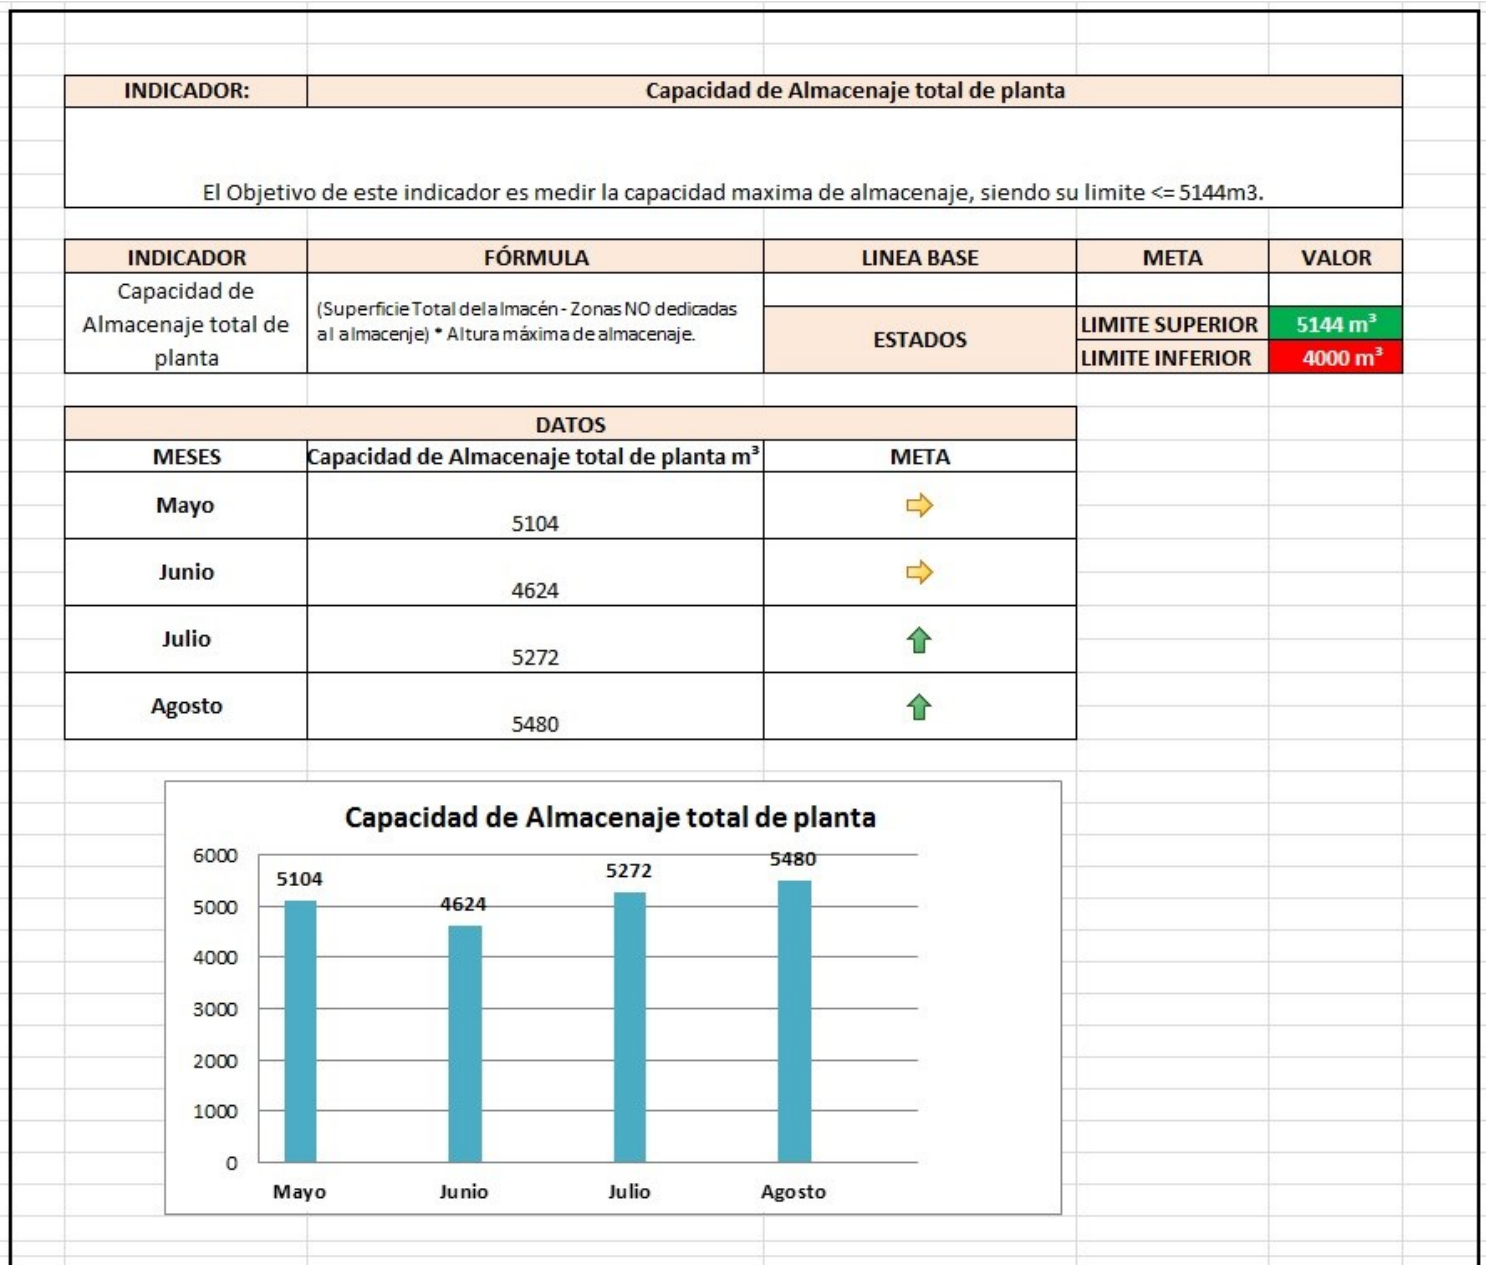 INDICADOR: Capacidad de Almacenaje total de planta
El Objetivo de este indicador es medir la capacidad maxima de almacenaje, siendo su limite <= 5144m3.
INDICADOR FÓRMULA LINEA BASE META VALOR
Capacidad de
Almacenaje total de
planta
(Superficie Total del almacén - Zonas NO dedicadas
al almacenje) * Altura máxima de almacenaje.
ESTADOS
LIMITE SUPERIOR 5144 m³
LIMITE INFERIOR 4000 m³
DATOS
MESES Capacidad de Almacenaje total de planta m³ META
Mayo 5104
Junio 4624
Julio 5272
Agosto 5480
Capacidad de Almacenaje total de planta
6000
5000
4000
3000
2000
1000
0
5104 4624 5272 5480
Mayo Junio Julio Agosto